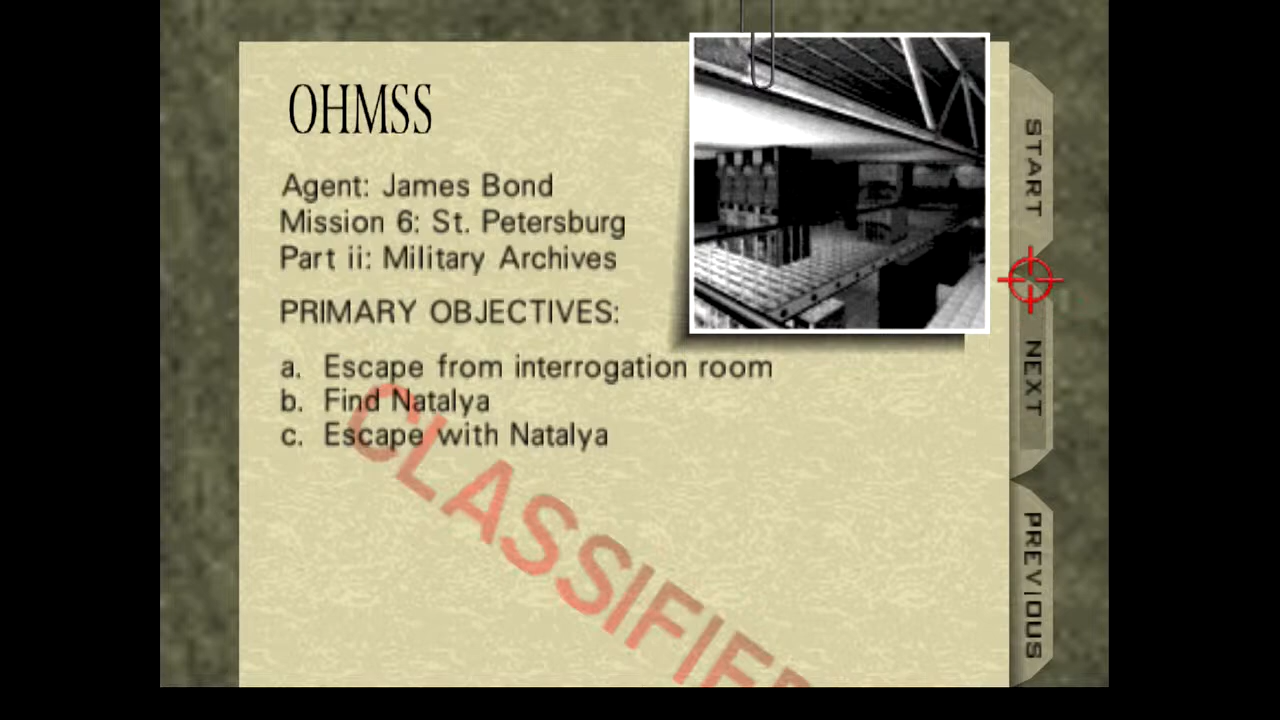 OHMSS
Agent: James Bond
Mission 6: St. Petersburg
Part ii: Military Archives
PRIMARY OBJECTIVES:
a. Escape from interrogation room
b. Find Natalya
c. Escape with Natalya
CLASSIFIED
START
NEXT
PREVIOUS